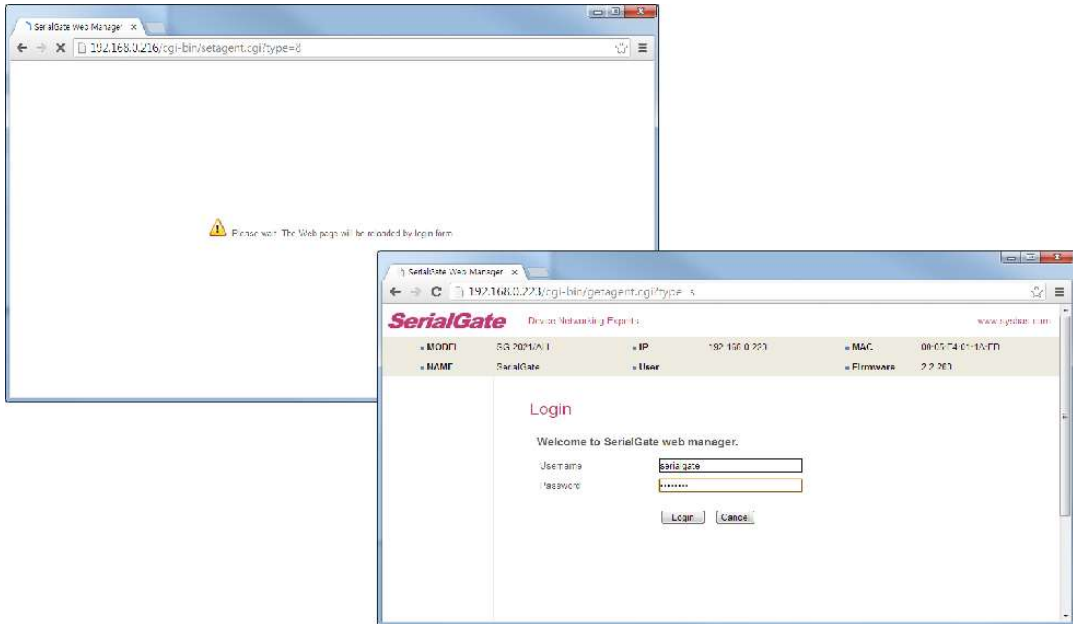 SerialGate Web Manager
192.168.0.216/cgi-bin/setagent.cgi?type=8
Please wait. The Web page will be reloaded by login form
SerialGate Web Manager
192.168.0.223/cgi-bin/getagent.cgi?type
SerialGate Device Networking Experts
MODEL IP 192.168.0.223 MAC
NAME SerialGate User Firmware
Login
Welcome to SerialGate web manager.
Username serialgate
Password ••••••••
Login Cancel